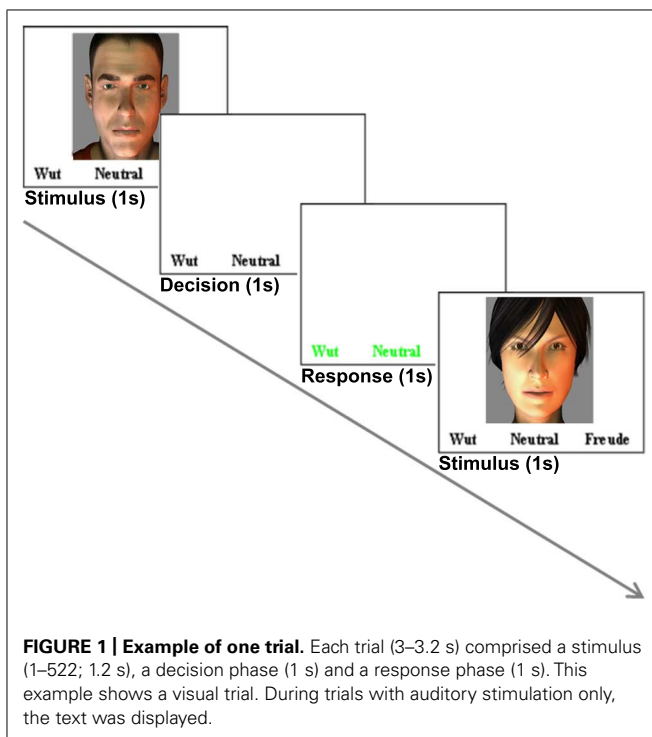 Wut Neutral
Stimulus (1s)
Wut Neutral
Decision (1s)
Wut Neutral
Response (1s)
Wut Neutral Freude
Stimulus (1s)
FIGURE 1 | Example of one trial. Each trial (3–3.2 s) comprised a stimulus
(1–522; 1.2 s), a decision phase (1 s) and a response phase (1 s). This
example shows a visual trial. During trials with auditory stimulation only,
the text was displayed.